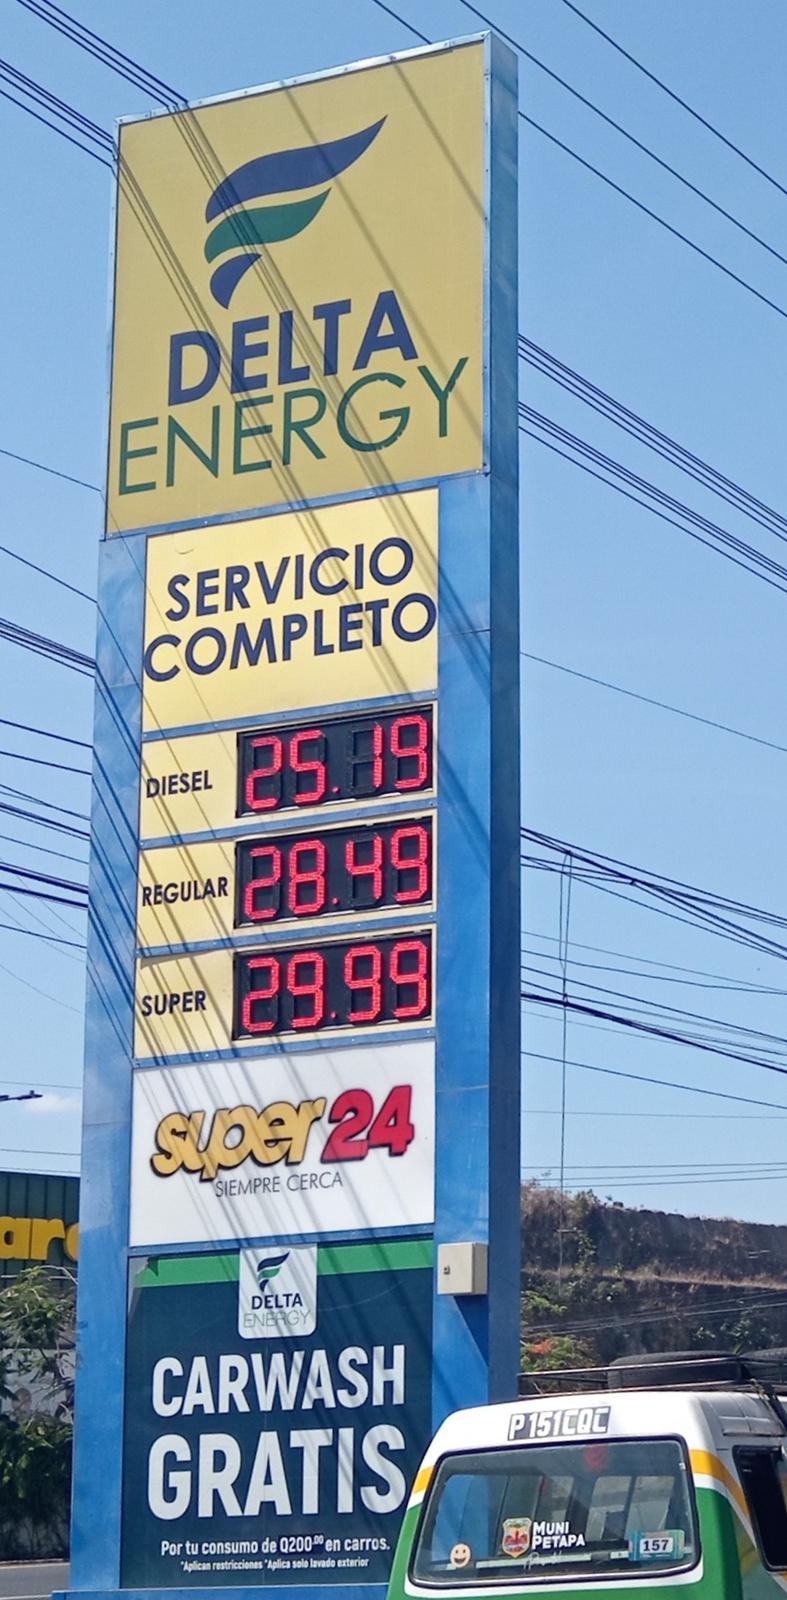 DELTA
ENERGY
SERVICIO
COMPLETO
DIESEL 25.19
REGULAR 28.49
SUPER 29.99
super24
SIEMPRE CERCA
DELTA
ENERGY
CARWASH
GRATIS
Por tu consumo de Q200.00 en carros.
*Aplican restricciones *Aplica solo lavado exterior
P 151CQC
MUNI
PETAPA
157